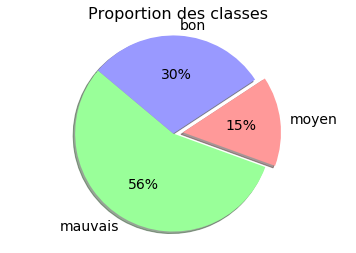 Proportion des classes
bon
30%
15%
moyen
56%
mauvais